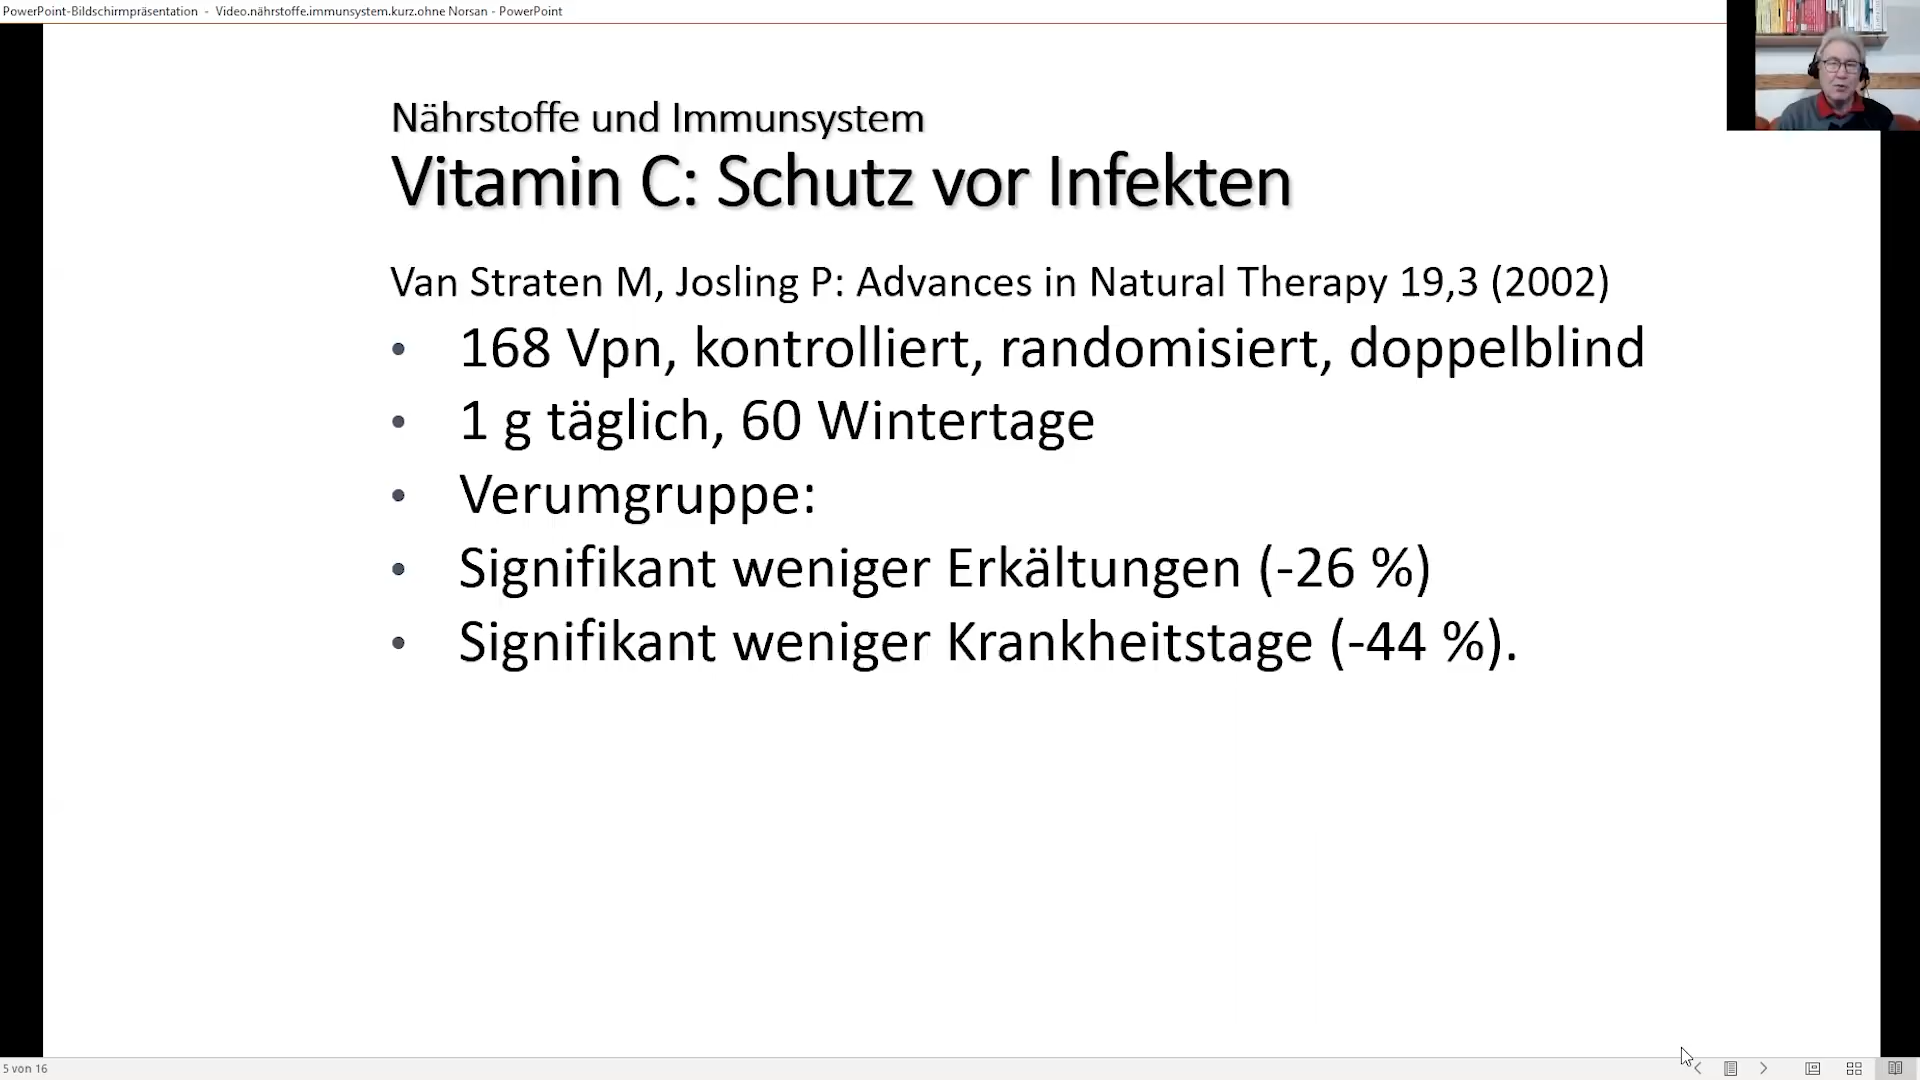 PowerPoint-Bildschirmpräsentation - Video.nährstoffe.immunsystem.kurz.ohne Norsan - PowerPoint
Nährstoffe und Immunsystem
Vitamin C: Schutz vor Infekten
Van Straten M, Josling P: Advances in Natural Therapy 19,3 (2002)
• 168 Vpn, kontrolliert, randomisiert, doppelblind
• 1 g täglich, 60 Wintertage
• Verumgruppe:
• Signifikant weniger Erkältungen (-26 %)
• Signifikant weniger Krankheitstage (-44 %).
5 von 16